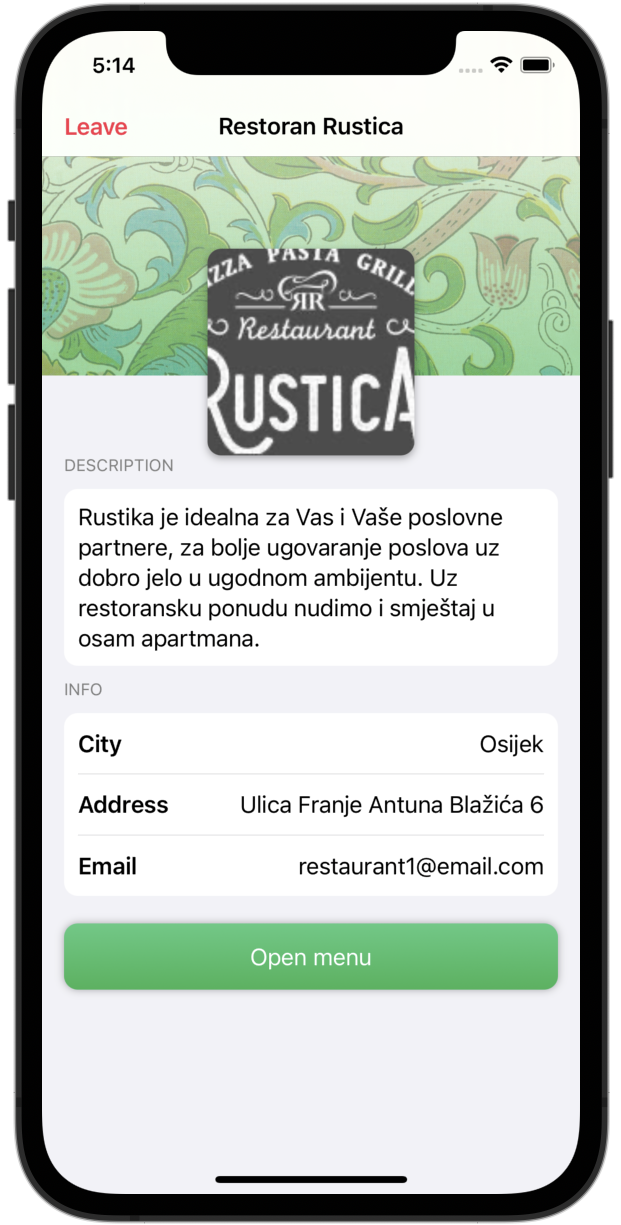 5:14
Leave
Restoran Rustica
PASTA GRILL
RR
Restaurant
RUSTICA
DESCRIPTION
Rustika je idealna za Vas i Vaše poslovne
partnere, za bolje ugovaranje poslova uz
dobro jelo u ugodnom ambijentu. Uz
restoransku ponudu nudimo i smještaj u
osam apartmana.
INFO
City
Osijek
Address
Ulica Franje Antuna Blažića 6
Email
restaurant1@email.com
Open menu